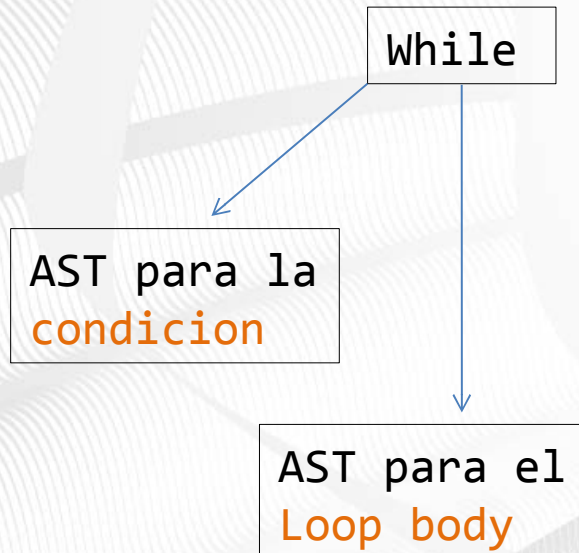 While
AST para la
condicion
AST para el
Loop body